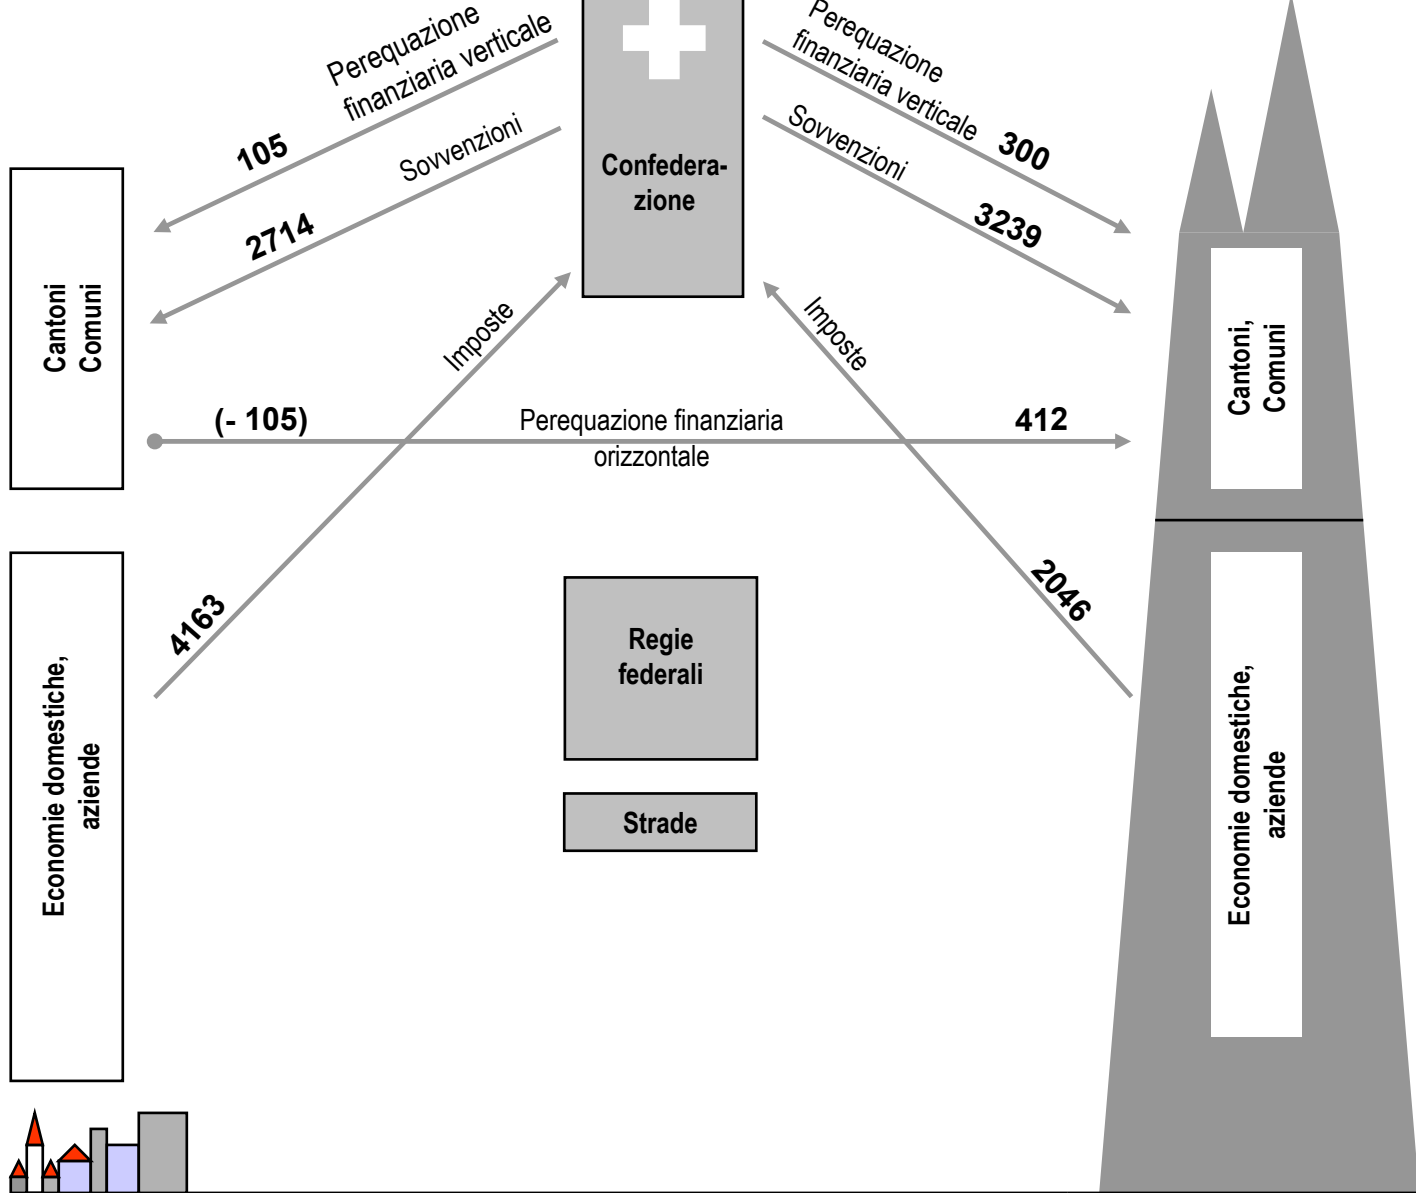 Perequazione
finanziaria verticale
105
Sovvenzioni
2714
Confedera-
zione
Perequazione
finanziaria verticale
300
Sovvenzioni
3239
Cantoni
Comuni
Imposte
Imposte
Cantoni,
Comuni
(- 105)
Perequazione finanziaria
orizzontale
412
4163
2046
Economie domestiche,
aziende
Regie
federali
Strade
Economie domestiche,
aziende